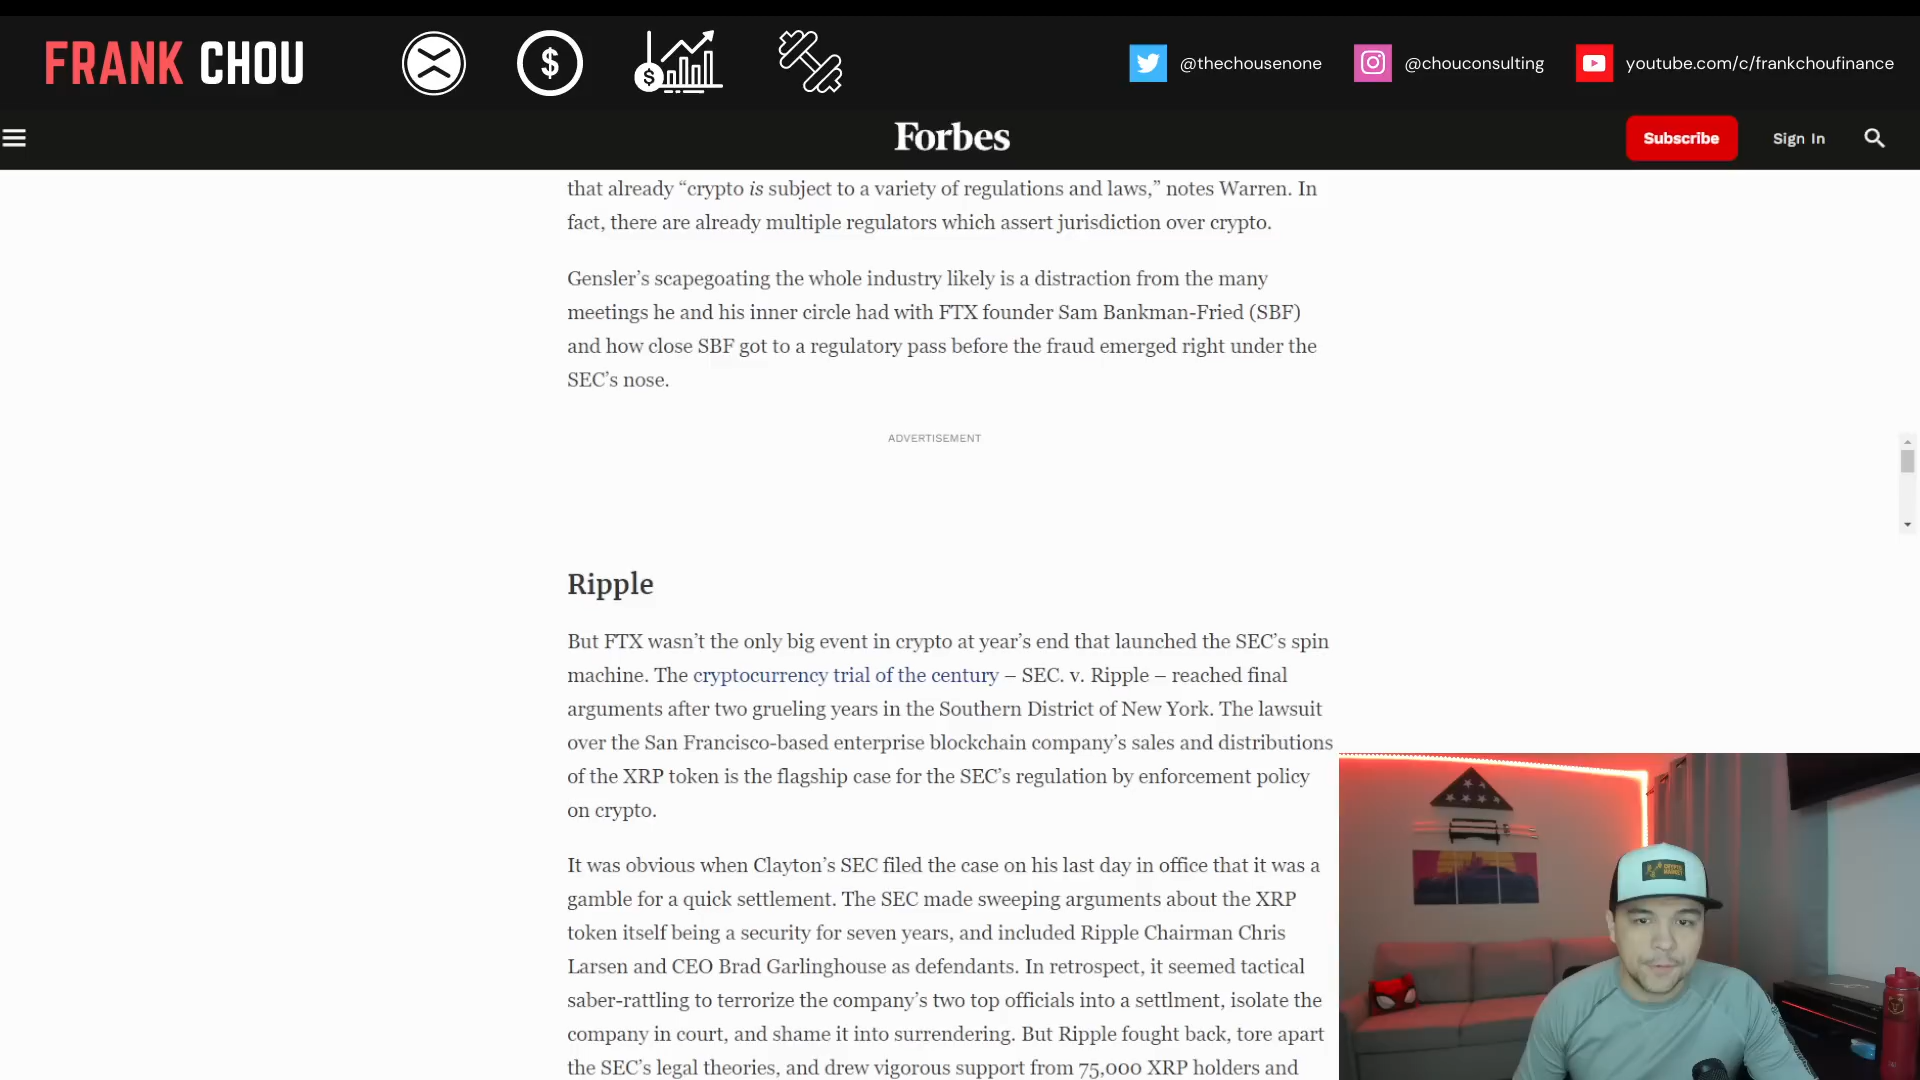 FRANK CHOU
@thechousenone
@chouconsulting
youtube.com/c/frankchoufinance
Forbes
Subscribe
Sign In
that already “crypto is subject to a variety of regulations and laws,” notes Warren. In
fact, there are already multiple regulators which assert jurisdiction over crypto.
Gensler’s scapegoating the whole industry likely is a distraction from the many
meetings he and his inner circle had with FTX founder Sam Bankman-Fried (SBF)
and how close SBF got to a regulatory pass before the fraud emerged right under the
SEC’s nose.
ADVERTISEMENT
Ripple
But FTX wasn’t the only big event in crypto at year’s end that launched the SEC’s spin
machine. The cryptocurrency trial of the century – SEC. v. Ripple – reached final
arguments after two grueling years in the Southern District of New York. The lawsuit
over the San Francisco-based enterprise blockchain company’s sales and distributions
of the XRP token is the flagship case for the SEC’s regulation by enforcement policy
on crypto.
It was obvious when Clayton’s SEC filed the case on his last day in office that it was a
gamble for a quick settlement. The SEC made sweeping arguments about the XRP
token itself being a security for seven years, and included Ripple Chairman Chris
Larsen and CEO Brad Garlinghouse as defendants. In retrospect, it seemed tactical
saber-rattling to terrorize the company’s two top officials into a settlment, isolate the
company in court, and shame it into surrendering. But Ripple fought back, tore apart
the SEC’s legal theories, and drew vigorous support from 75,000 XRP holders and